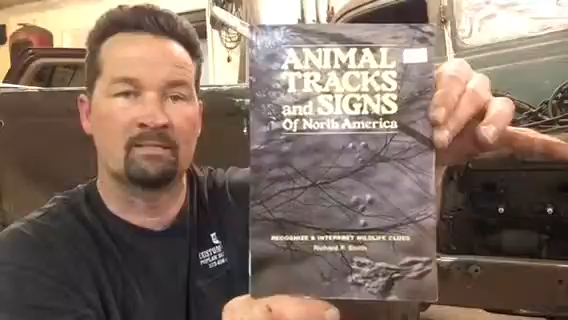 ANIMAL
TRACKS
and SIGNS
Of North America
RECOGNIZE & INTERPRET WILDLIFE CLUES
Richard P. Smith